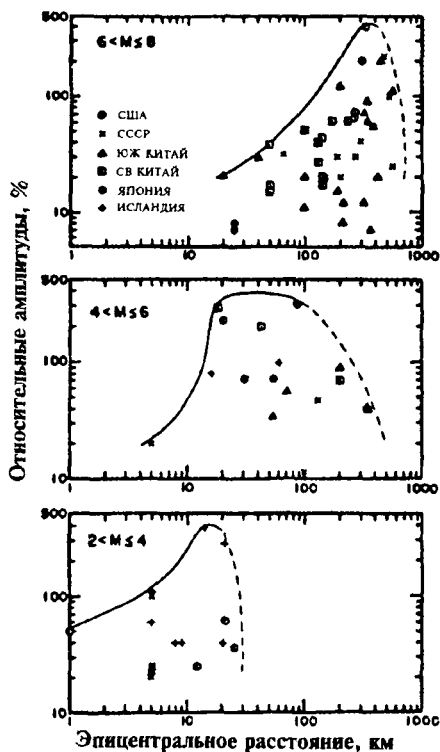 Относительные амплитуды, %
500
6<M≤8
США
СССР
ЮЖ КИТАЙ
СВ КИТАЙ
ЯПОНИЯ
ИСЛАНДИЯ
100
10
1 10 100 1000
500
4<M≤6
100
10
1 10 100 1000
500
2<M≤4
100
10
1 10 100 1000
Эпицентральное расстояние, км